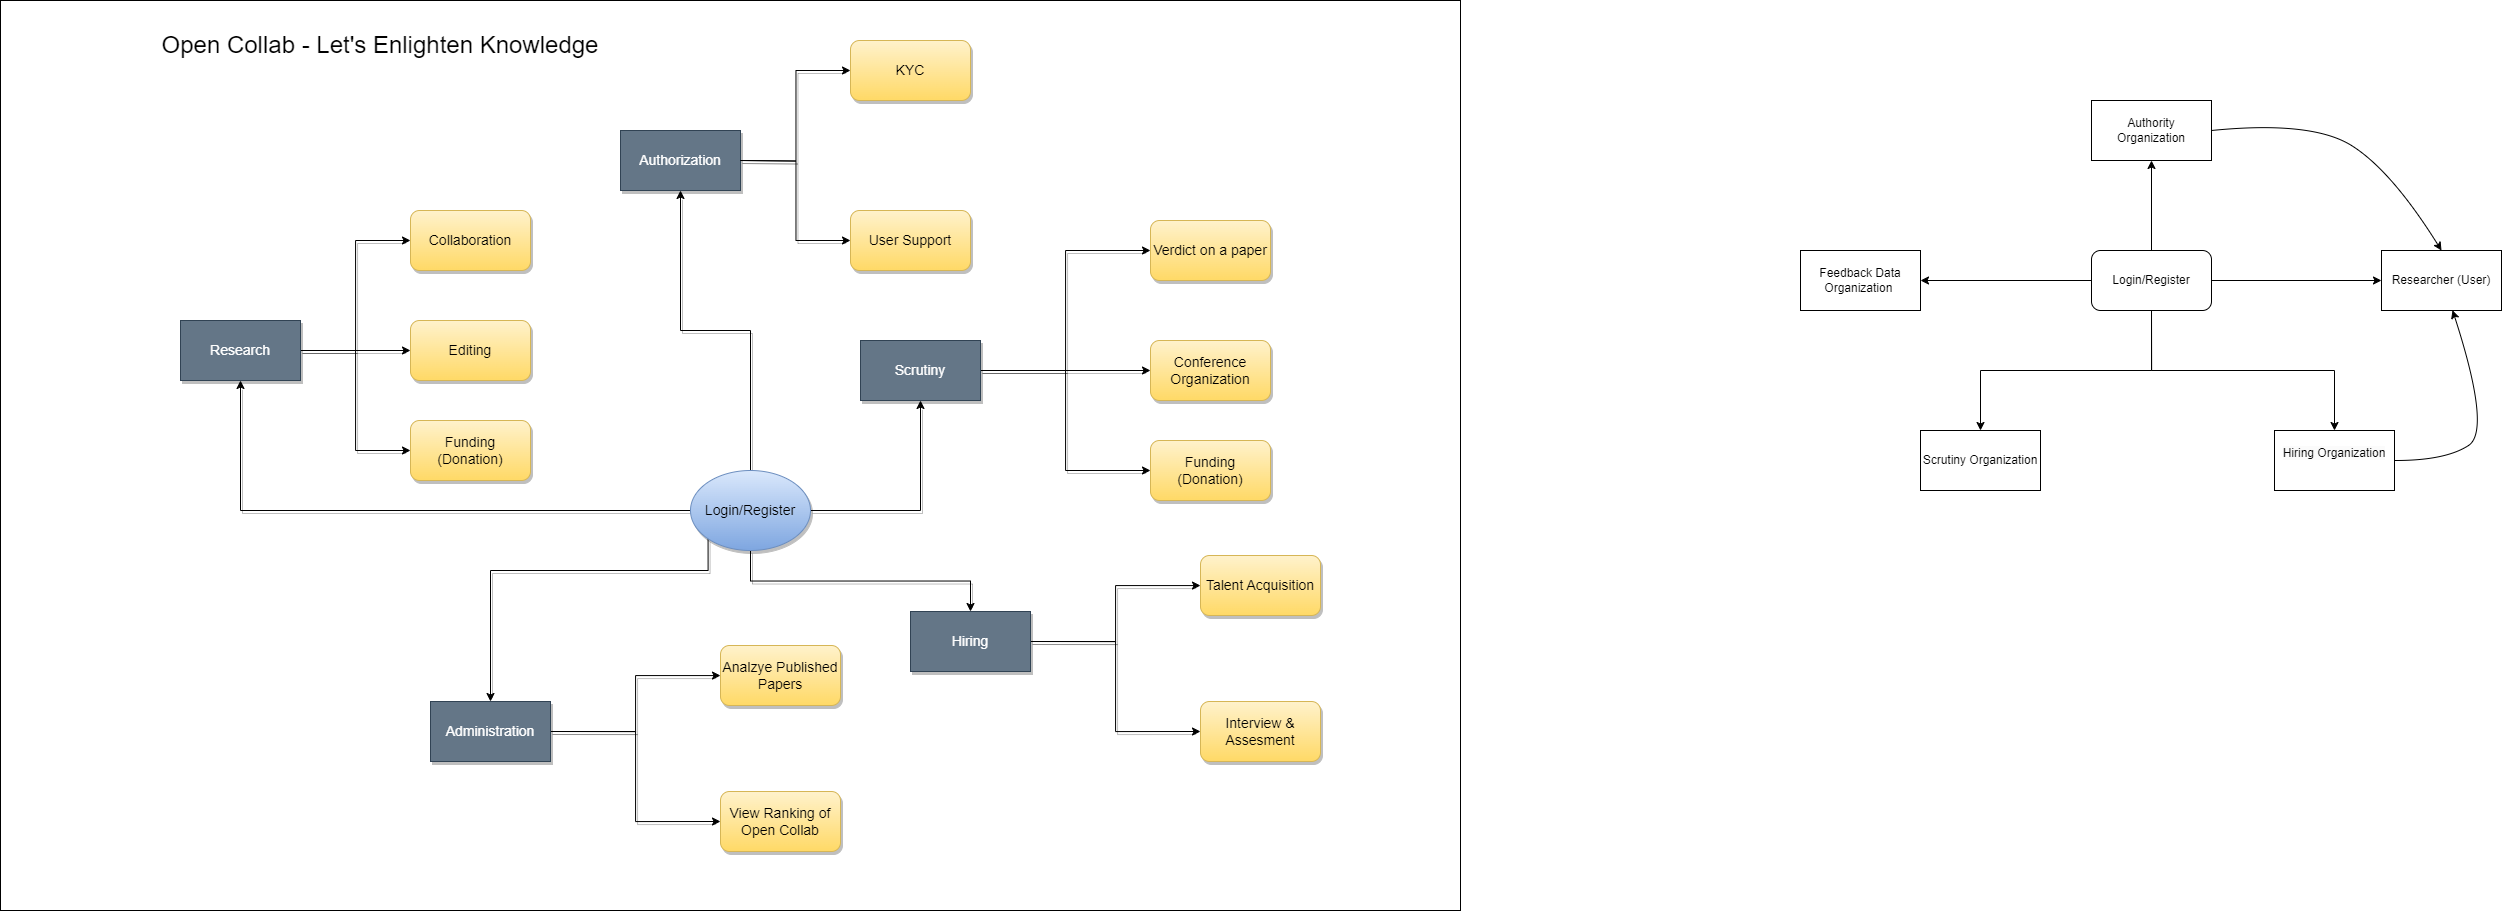 Open Collab - Let's Enlighten Knowledge
KYC
Authorization
User Support
Collaboration
Research
Editing
Funding
(Donation)
Verdict on a paper
Scrutiny
Conference
Organization
Funding
(Donation)
Login/Register
Talent Acquisition
Hiring
Interview &
Assesment
Analzye Published
Papers
Administration
View Ranking of
Open Collab
Authority
Organization
Feedback Data
Organization
Login/Register
Researcher (User)
Scrutiny Organization
Hiring Organization